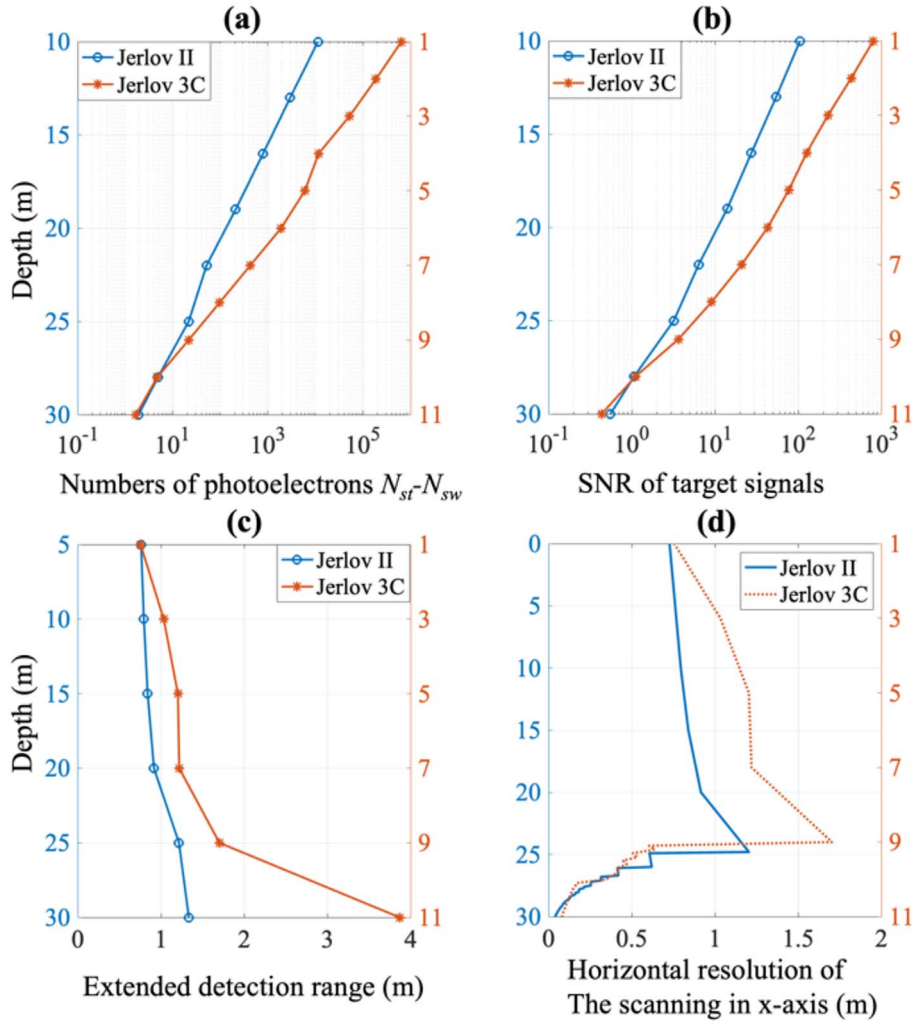 (a)
10
15
20
25
30
Depth (m)
Jerlov II
Jerlov 3C
1
3
5
7
9
11
10^-1 10^1 10^3 10^5
Numbers of photoelectrons N_st-N_sw
(b)
10
15
20
25
30
Jerlov II
Jerlov 3C
1
3
5
7
9
11
10^-1 10^0 10^1 10^2 10^3
SNR of target signals
(c)
5
10
15
20
25
30
Depth (m)
Jerlov II
Jerlov 3C
1
3
5
7
9
11
0 1 2 3 4
Extended detection range (m)
(d)
0
5
10
15
20
25
30
Jerlov II
Jerlov 3C
1
3
5
7
9
11
0 0.5 1 1.5 2
Horizontal resolution of
The scanning in x-axis (m)